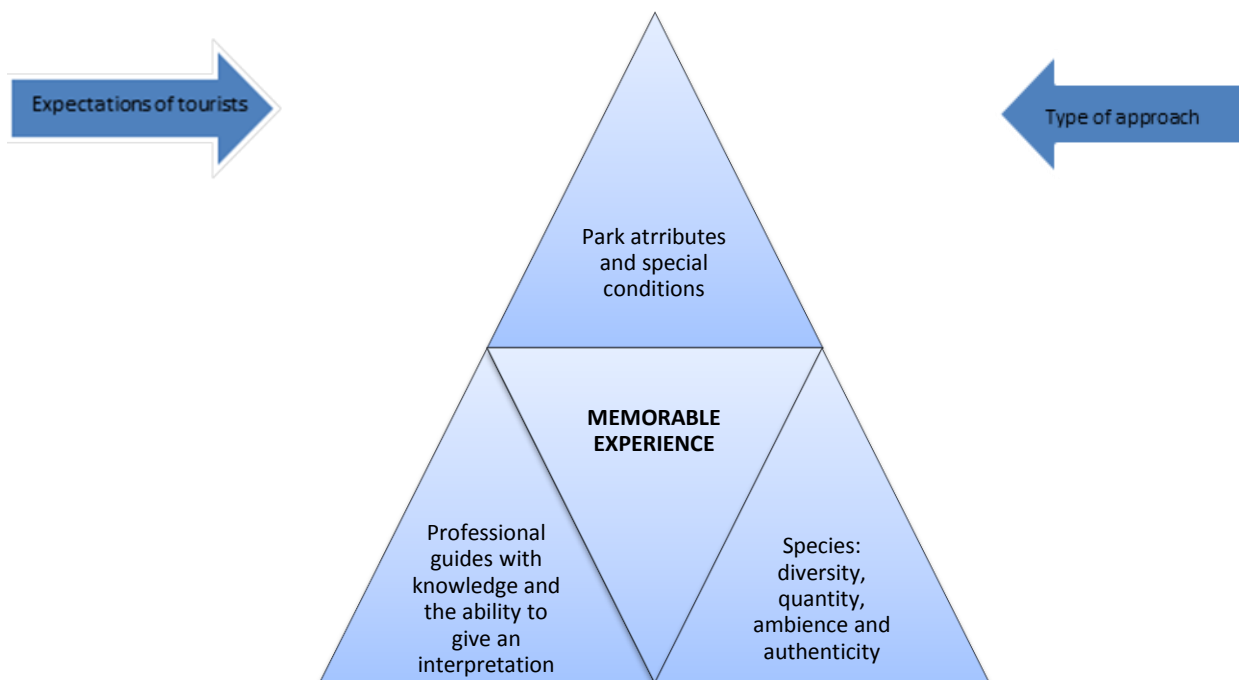 Expectations of tourists
Type of approach
Park atrributes
and special
conditions
MEMORABLE
EXPERIENCE
Professional
guides with
knowledge and
the ability to
give an
interpretation
Species:
diversity,
quantity,
ambience and
authenticity